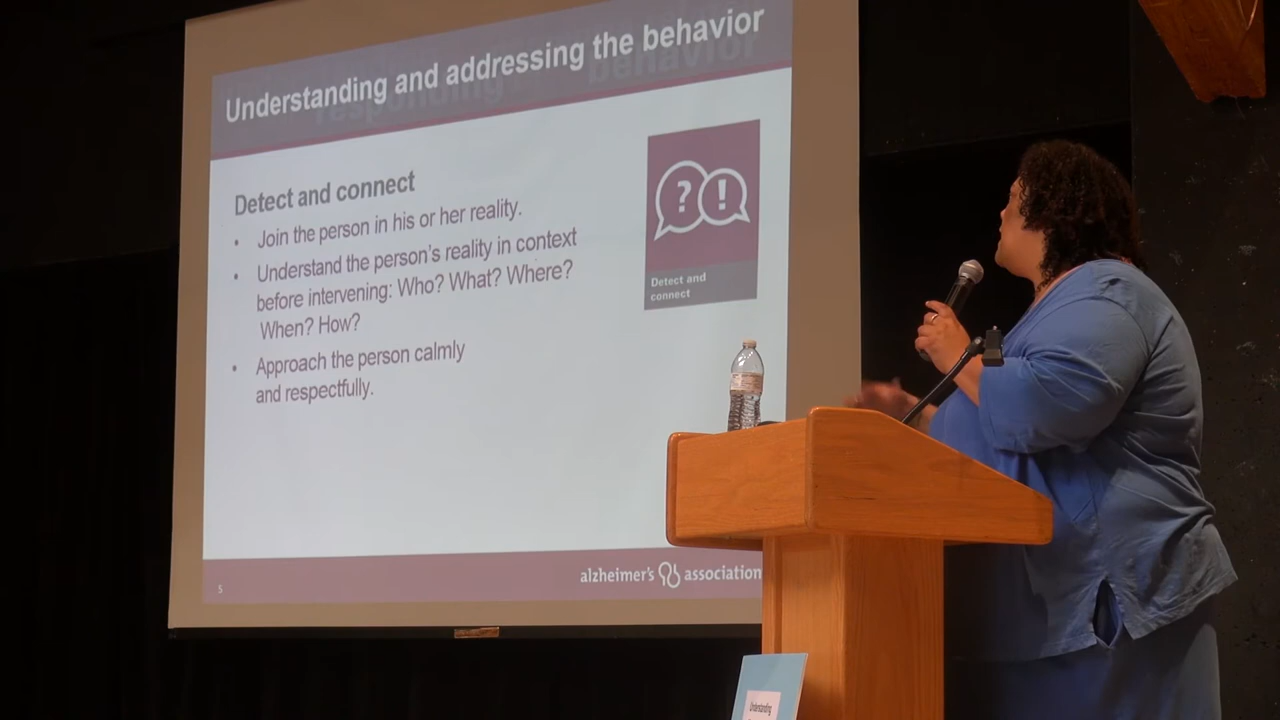 Understanding and addressing the behavior
Detect and connect
• Join the person in his or her reality.
• Understand the person's reality in context
before intervening: Who? What? Where?
When? How?
• Approach the person calmly
and respectfully.
? !
Detect and
connect
5
alzheimer's association
Understanding